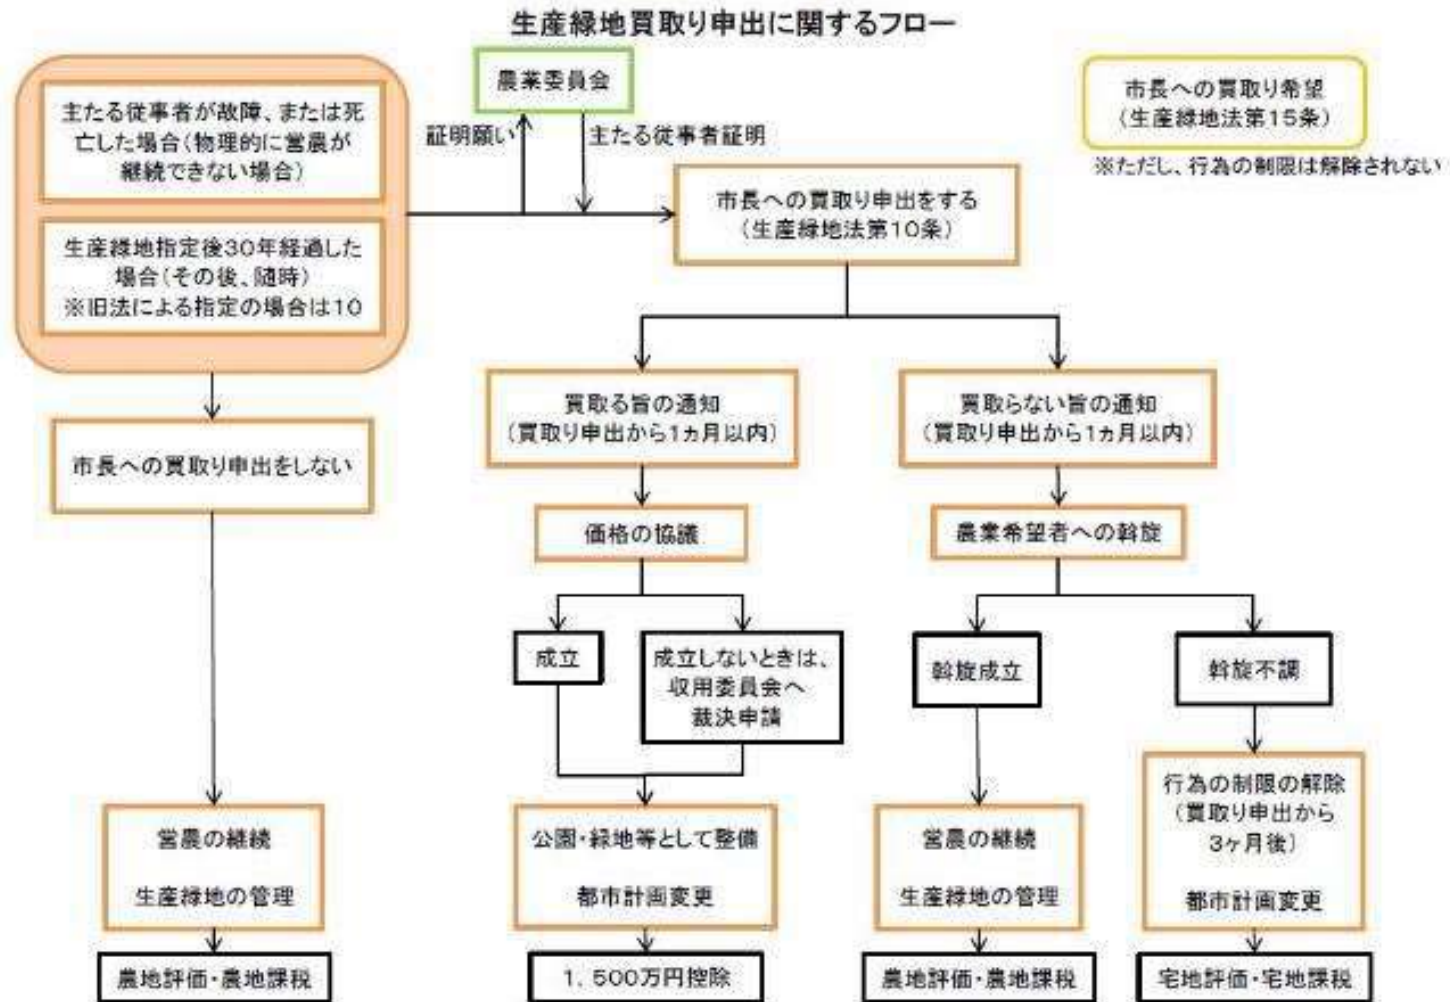 生産緑地買取り申出に関するフロー
主たる従事者が故障、または死
亡した場合(物理的に営農が
継続できない場合)
生産緑地指定後30年経過した
場合(その後、随時)
※旧法による指定の場合は10
農業委員会
証明願い
主たる従事者証明
市長への買取り希望
(生産緑地法第15条)
※ただし、行為の制限は解除されない
市長への買取り申出をする
(生産緑地法第10条)
市長への買取り申出をしない
買取る旨の通知
(買取り申出から1ヵ月以内)
買取らない旨の通知
(買取り申出から1ヵ月以内)
価格の協議
農業希望者への斡旋
成立
成立しないときは、
収用委員会へ
裁決申請
斡旋成立
斡旋不調
営農の継続
生産緑地の管理
公園・緑地等として整備
都市計画変更
営農の継続
生産緑地の管理
行為の制限の解除
(買取り申出から
3ヶ月後)
都市計画変更
農地評価・農地課税
1,500万円控除
農地評価・農地課税
宅地評価・宅地課税